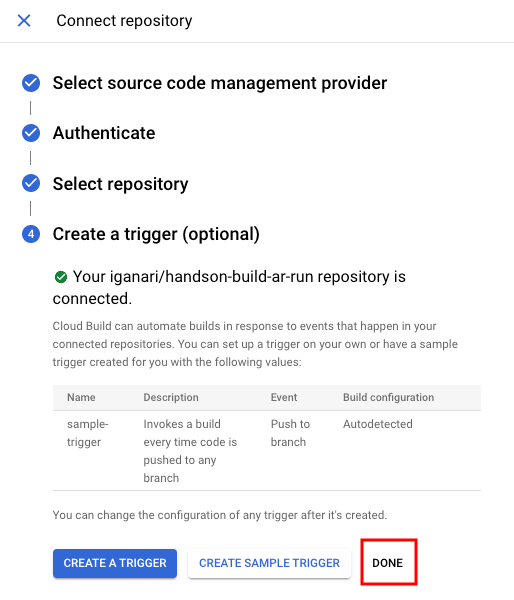 Connect repository
Select source code management provider
Authenticate
Select repository
4 Create a trigger (optional)
Your iganari/handson-build-ar-run repository is
connected.
Cloud Build can automate builds in response to events that happen in your
connected repositories. You can set up a trigger on your own or have a sample
trigger created for you with the following values:
Name Description Event Build configuration
sample- Invokes a build Push to Autodetected
trigger every time code is branch
pushed to any
branch
You can change the configuration of any trigger after it's created.
CREATE A TRIGGER CREATE SAMPLE TRIGGER DONE